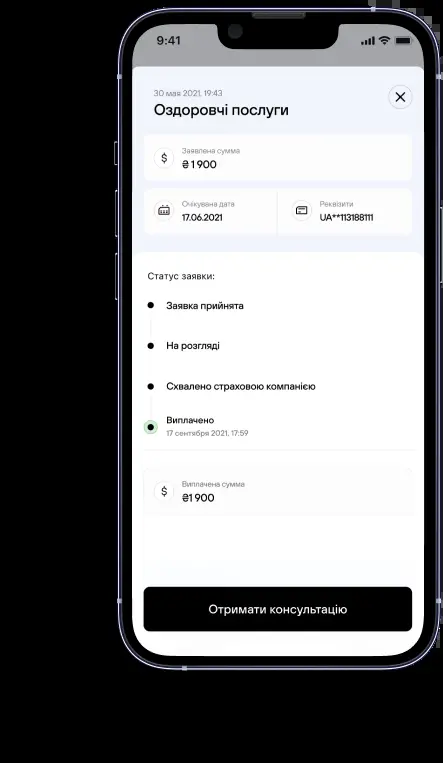 9:41
30 мая 2021, 19:43
Оздоровчі послуги
Заявлена сумма
₴ 1 900
Очікувана дата
17.06.2021
Реквізити
UA**113188111
Статус заявки:
Заявка прийнята
На розгляді
Схвалено страховою компанією
Виплачено
17 сентября 2021, 17:59
Виплачена сумма
₴1 900
Отримати консультацію